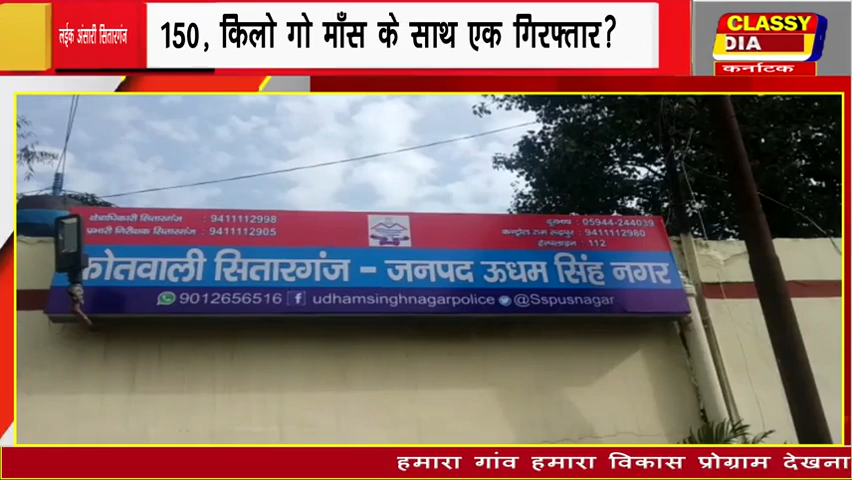 लईक अंसारी सितारगंज
150, किलो गो माँस के साथ एक गिरफ्तार?
CLASSY
DIA
कर्नाटक
क्षेत्राधिकारी सितारगंज : 9411112998
प्रभारी निरीक्षक सितारगंज : 9411112905
दूरभाष : 05944-244039
कन्ट्रोल रूम रूद्रपुर : 9411112980
हेल्पलाइन : 112
कोतवाली सितारगंज - जनपद ऊधम सिंह नगर
9012656516 udhamsinghnagarpolice @Sspusnagar
हमारा गांव हमारा विकास प्रोग्राम देखना